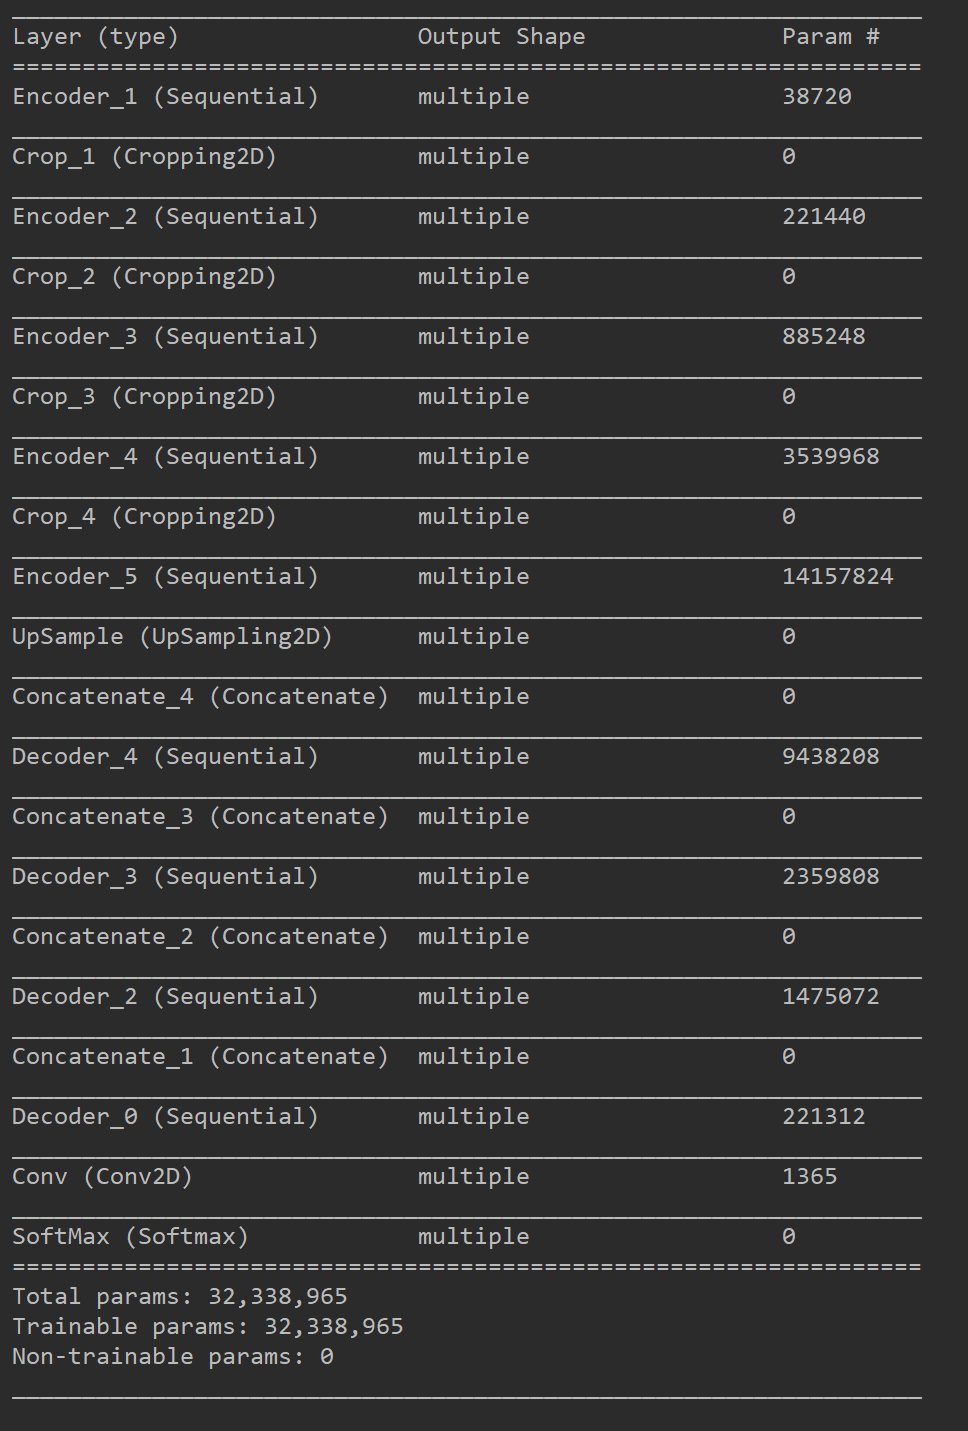 Layer (type) Output Shape Param #
=================================================================
Encoder_1 (Sequential) multiple 38720
Crop_1 (Cropping2D) multiple 0
Encoder_2 (Sequential) multiple 221440
Crop_2 (Cropping2D) multiple 0
Encoder_3 (Sequential) multiple 885248
Crop_3 (Cropping2D) multiple 0
Encoder_4 (Sequential) multiple 3539968
Crop_4 (Cropping2D) multiple 0
Encoder_5 (Sequential) multiple 14157824
UpSample (UpSampling2D) multiple 0
Concatenate_4 (Concatenate) multiple 0
Decoder_4 (Sequential) multiple 9438208
Concatenate_3 (Concatenate) multiple 0
Decoder_3 (Sequential) multiple 2359808
Concatenate_2 (Concatenate) multiple 0
Decoder_2 (Sequential) multiple 1475072
Concatenate_1 (Concatenate) multiple 0
Decoder_0 (Sequential) multiple 221312
Conv (Conv2D) multiple 1365
SoftMax (Softmax) multiple 0
=================================================================
Total params: 32,338,965
Trainable params: 32,338,965
Non-trainable params: 0